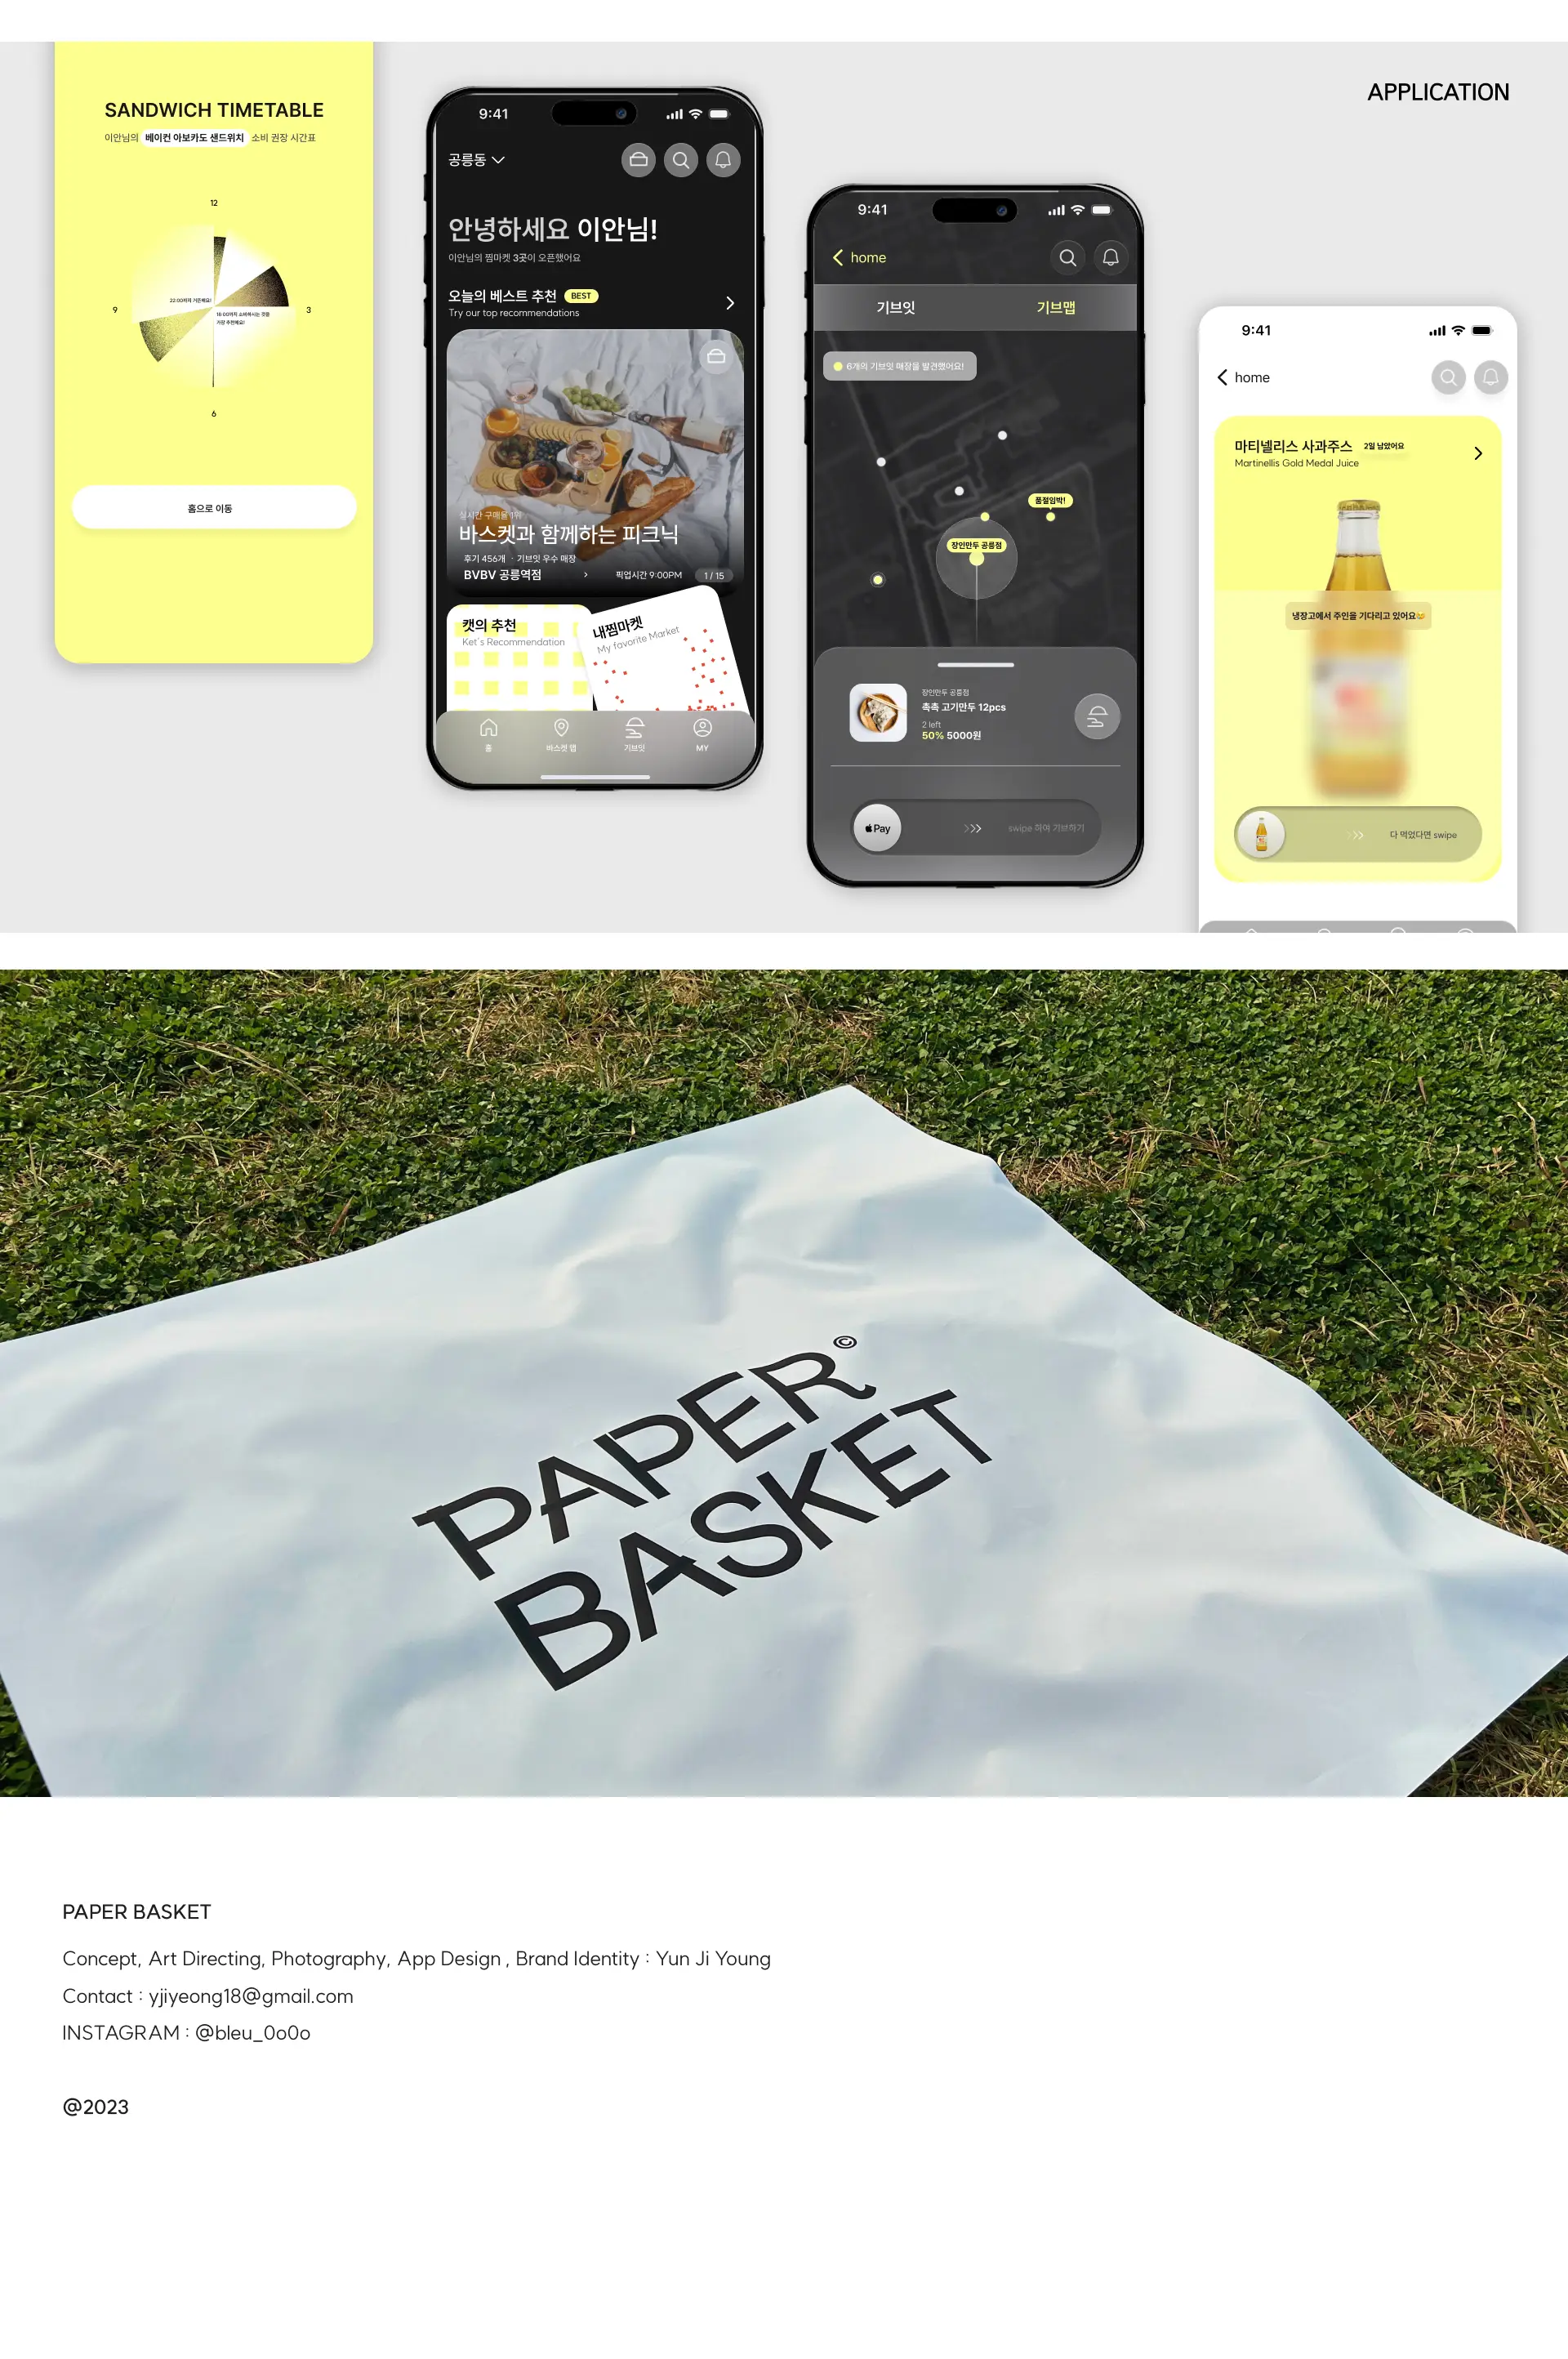 APPLICATION
SANDWICH TIMETABLE
이안님의 베이컨 아보카도 샌드위치 소비 권장 시간표
12
9
3
6
22:00까지 거뜬해요!
18:00까지 소비하시는 것을
가장 추천해요!
홈으로 이동
9:41
공릉동
안녕하세요 이안님!
이안님의 찜마켓 3곳이 오픈했어요
오늘의 베스트 추천 BEST
Try our top recommendations
실시간 구매율 1위
바스켓과 함께하는 피크닉
후기 456개 · 기브잇 우수 매장
BVBV 공릉역점 > 픽업시간 9:00PM 1 / 15
캣의 추천
Ket´s Recommendation
내찜마켓
My favorite Market
홈 바스켓 맵 기브잇 MY
9:41
home
기브잇 기브맵
6개의 기브잇 매장을 발견했어요!
품절임박!
장인만두 공릉점
장인만두 공릉점
촉촉 고기만두 12pcs
2 left
50% 5000원
Pay
swipe 하여 기브하기
9:41
home
마티넬리스 사과주스 2일 남았어요
Martinellis Gold Medal Juice
냉장고에서 주인을 기다리고 있어요😂
다 먹었다면 swipe
PAPER©
BASKET
PAPER BASKET
Concept, Art Directing, Photography, App Design , Brand Identity : Yun Ji Young
Contact : yjiyeong18@gmail.com
INSTAGRAM : @bleu_0o0o
@2023